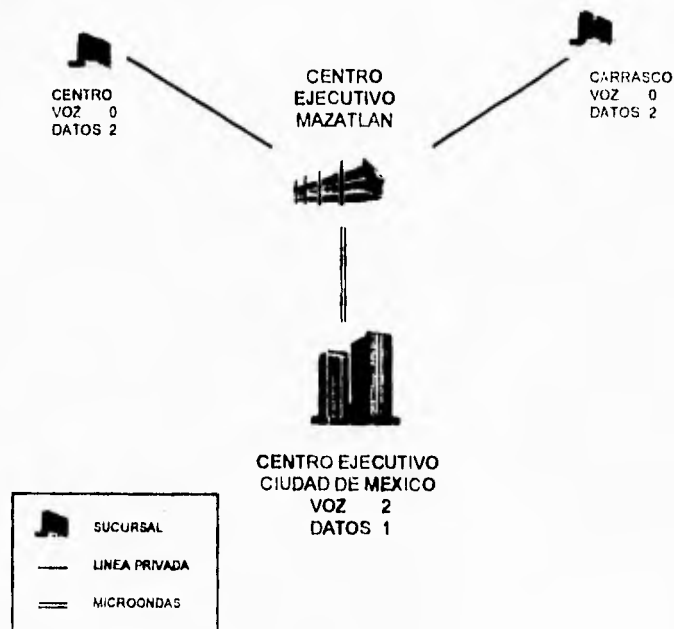 CENTRO
VOZ 0
DATOS 2
CENTRO
EJECUTIVO
MAZATLAN
CARRASCO
VOZ 0
DATOS 2
CENTRO EJECUTIVO
CIUDAD DE MEXICO
VOZ 2
DATOS 1
SUCURSAL
LINEA PRIVADA
MICROONDAS